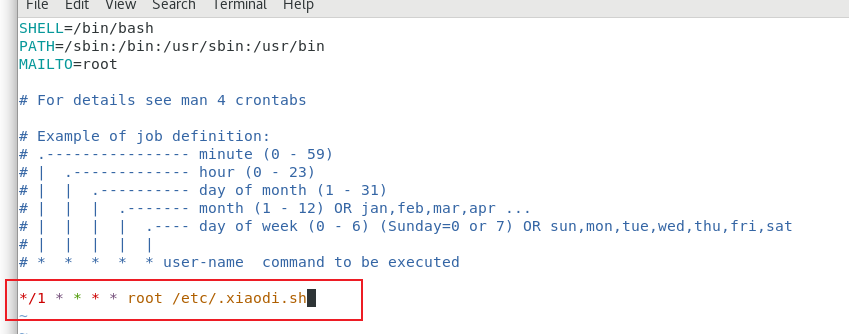 File Edit View Search Terminal Help
SHELL=/bin/bash
PATH=/sbin:/bin:/usr/sbin:/usr/bin
MAILTO=root
# For details see man 4 crontabs
# Example of job definition:
# .---------------- minute (0 - 59)
# | .------------- hour (0 - 23)
# | | .---------- day of month (1 - 31)
# | | | .------- month (1 - 12) OR jan,feb,mar,apr ...
# | | | | .---- day of week (0 - 6) (Sunday=0 or 7) OR sun,mon,tue,wed,thu,fri,sat
# | | | | |
# * * * * * user-name command to be executed
*/1 * * * * root /etc/.xiaodi.sh
~
~